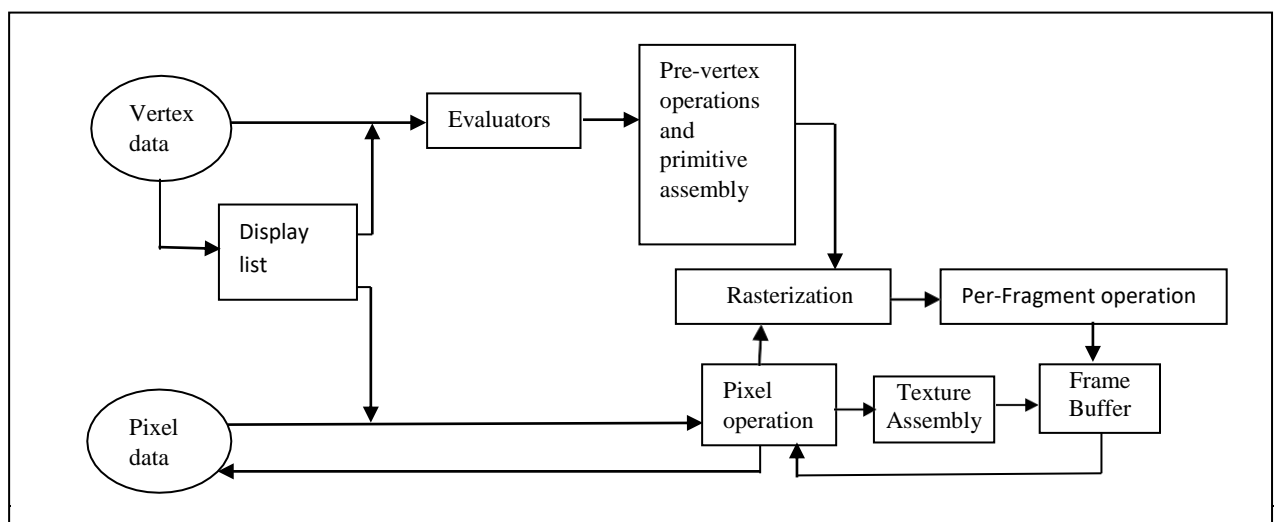 Vertex
data
Evaluators
Pre-vertex
operations
and
primitive
assembly
Display
list
Rasterization
Per-Fragment operation
Pixel
data
Pixel
operation
Texture
Assembly
Frame
Buffer